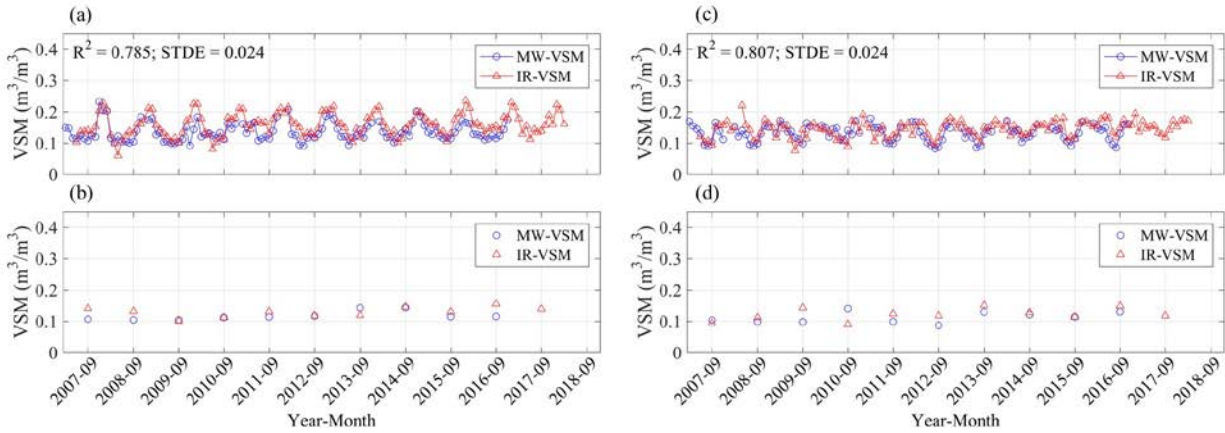 (a)
R² = 0.785; STDE = 0.024
MW-VSM
IR-VSM
0.4
0.3
0.2
0.1
0
VSM (m³/m³)
(b)
MW-VSM
IR-VSM
0.4
0.3
0.2
0.1
0
VSM (m³/m³)
2007-09
2008-09
2009-09
2010-09
2011-09
2012-09
2013-09
2014-09
2015-09
2016-09
2017-09
2018-09
Year-Month
(c)
R² = 0.807; STDE = 0.024
MW-VSM
IR-VSM
0.4
0.3
0.2
0.1
0
VSM (m³/m³)
(d)
MW-VSM
IR-VSM
0.4
0.3
0.2
0.1
0
VSM (m³/m³)
2007-09
2008-09
2009-09
2010-09
2011-09
2012-09
2013-09
2014-09
2015-09
2016-09
2017-09
2018-09
Year-Month